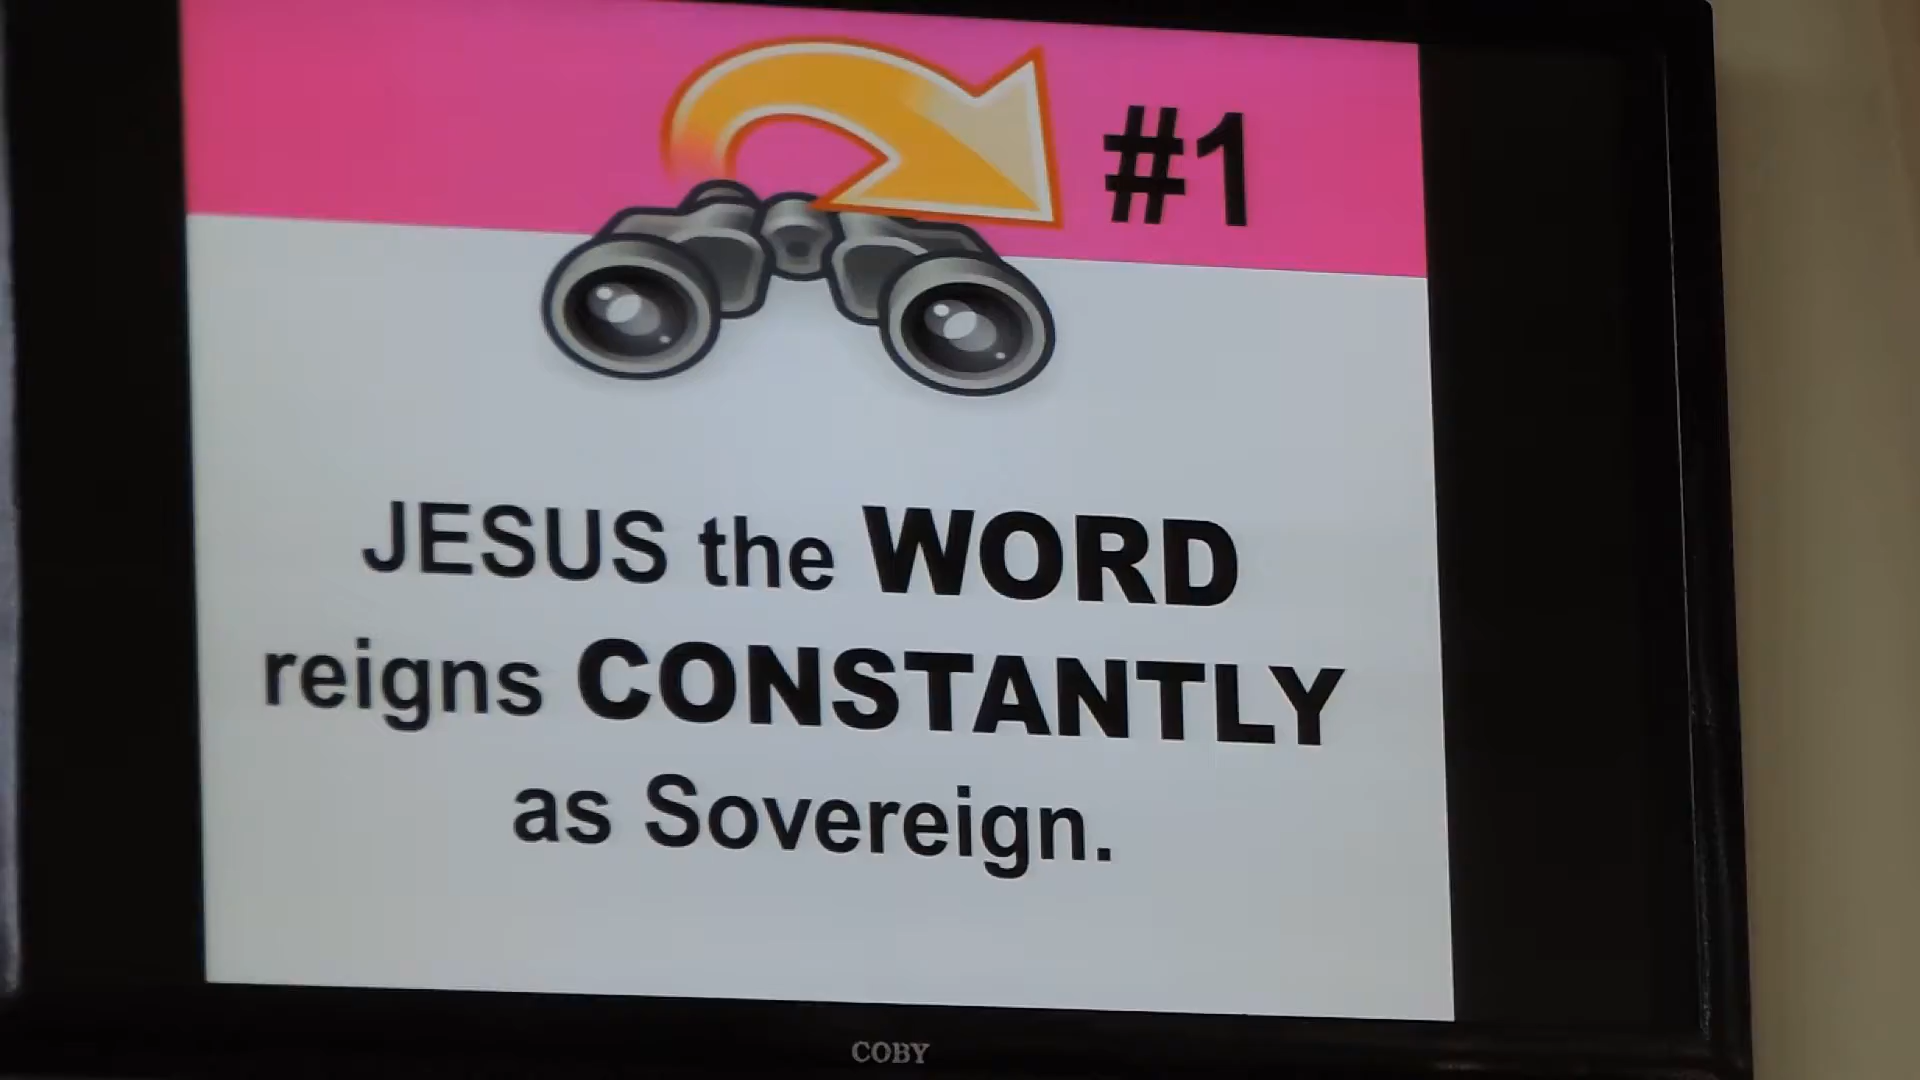 #1
JESUS the WORD
reigns CONSTANTLY
as Sovereign.
COBY